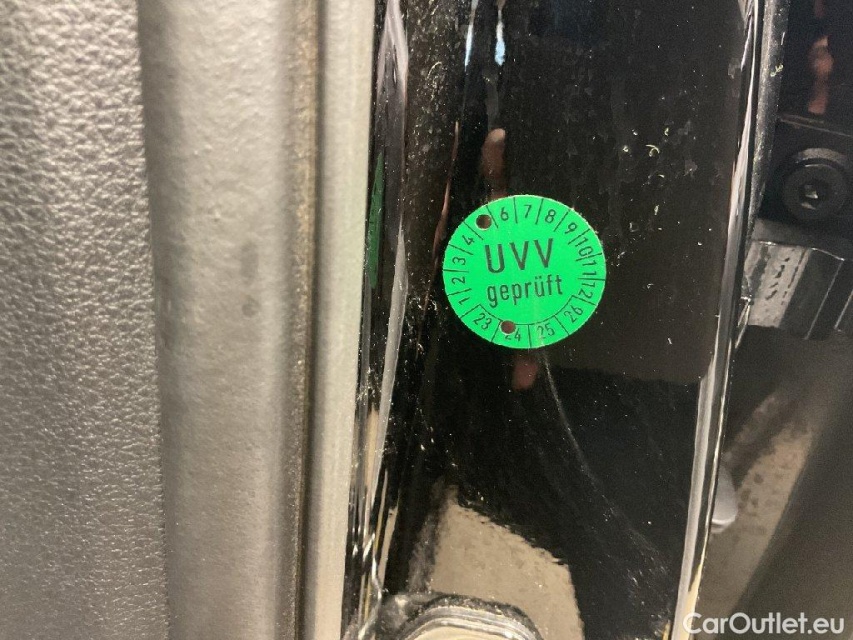 1 2 3 4 6 7 8 9 10 11 12
UVV
geprüft
23 24 25 26
CarOutlet.eu